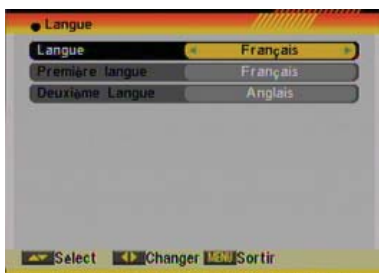 Langue
Langue Français
Première langue Français
Deuxième Langue Anglais
Select Changer MENU Sortir